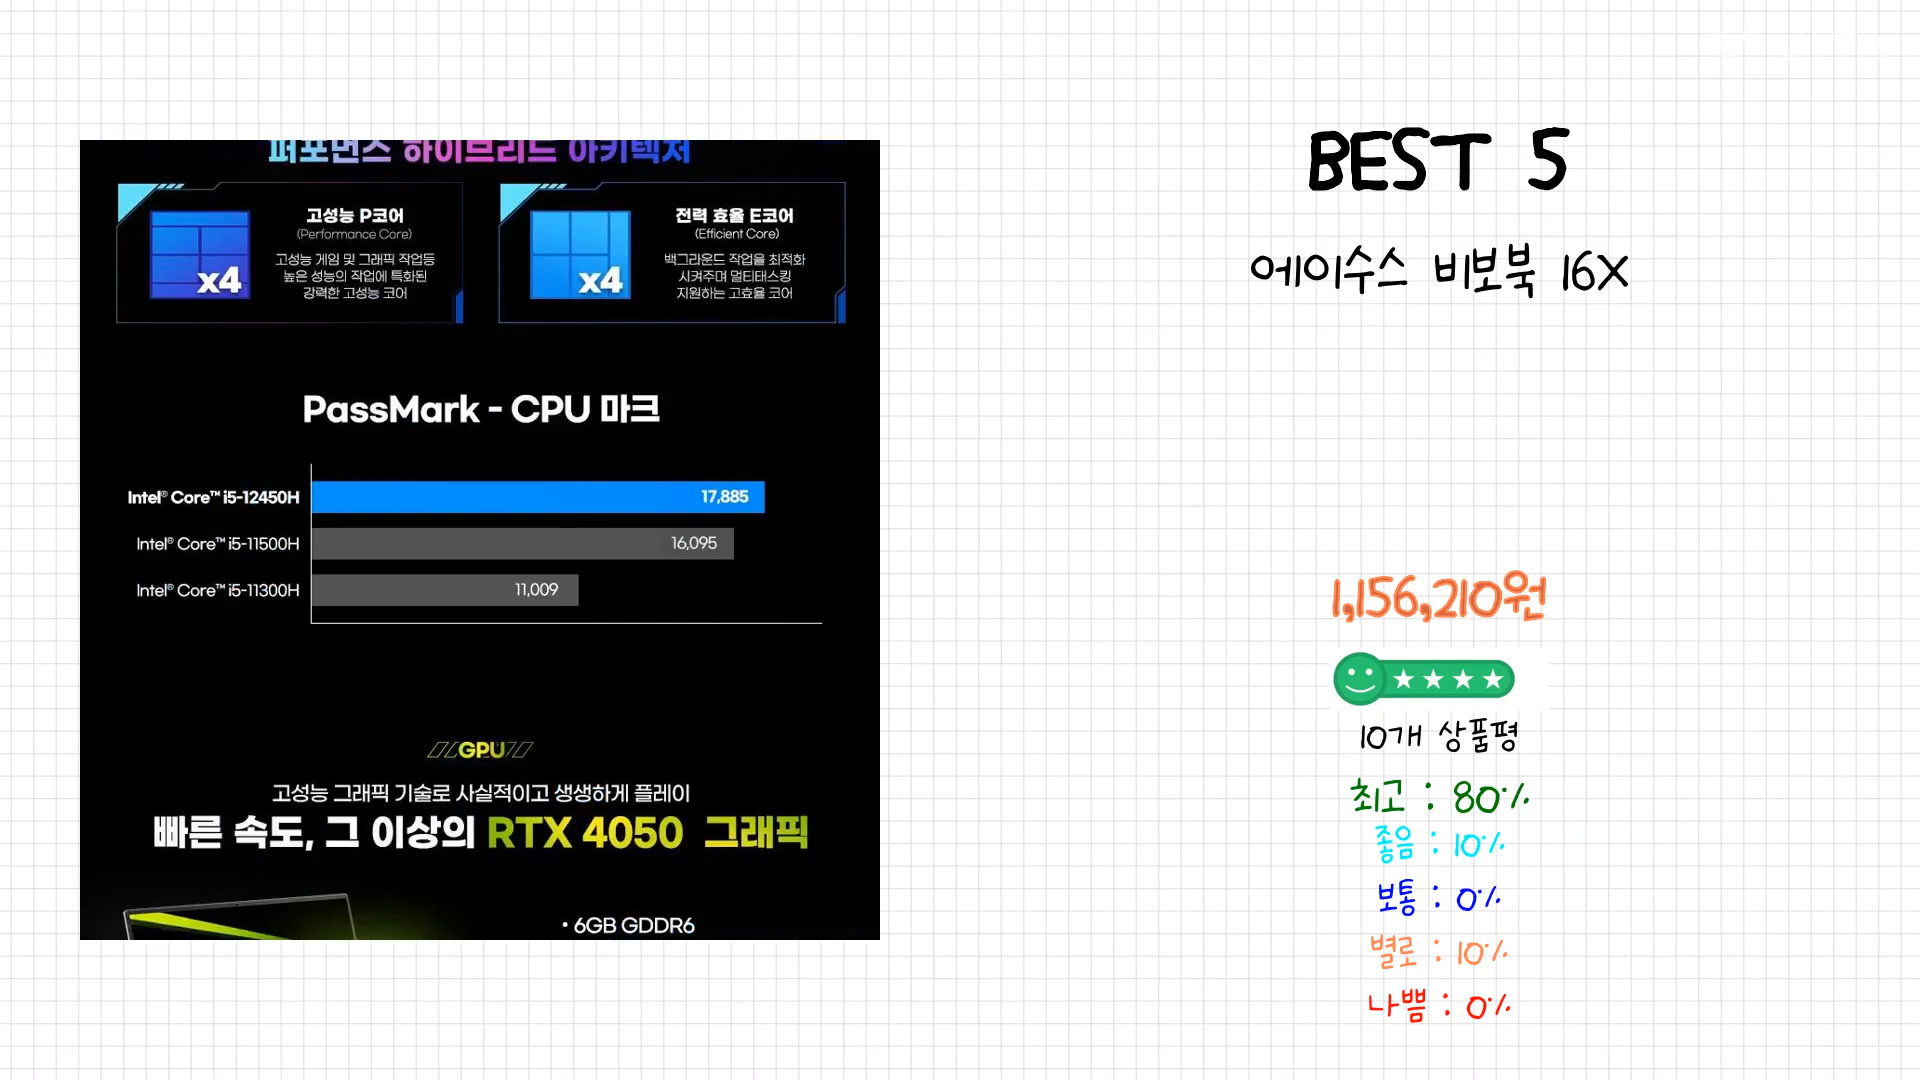 퍼포먼스 하이브리드 아키텍처
고성능 P코어
(Performance Core)
고성능 게임 및 그래픽 작업등
높은 성능의 작업에 특화된
강력한 고성능 코어
x4
전력 효율 E코어
(Efficient Core)
백그라운드 작업을 최적화
시켜주며 멀티태스킹
지원하는 고효율 코어
x4
PassMark - CPU 마크
Intel® Core™ i5-12450H 17,885
Intel® Core™ i5-11500H 16,095
Intel® Core™ i5-11300H 11,009
GPU
고성능 그래픽 기술로 사실적이고 생생하게 플레이
빠른 속도, 그 이상의 RTX 4050 그래픽
• 6GB GDDR6
BEST 5
에이수스 비보북 16X
1,156,210원
10개 상품평
최고 : 80%
좋음 : 10%
보통 : 0%
별로 : 10%
나쁨 : 0%